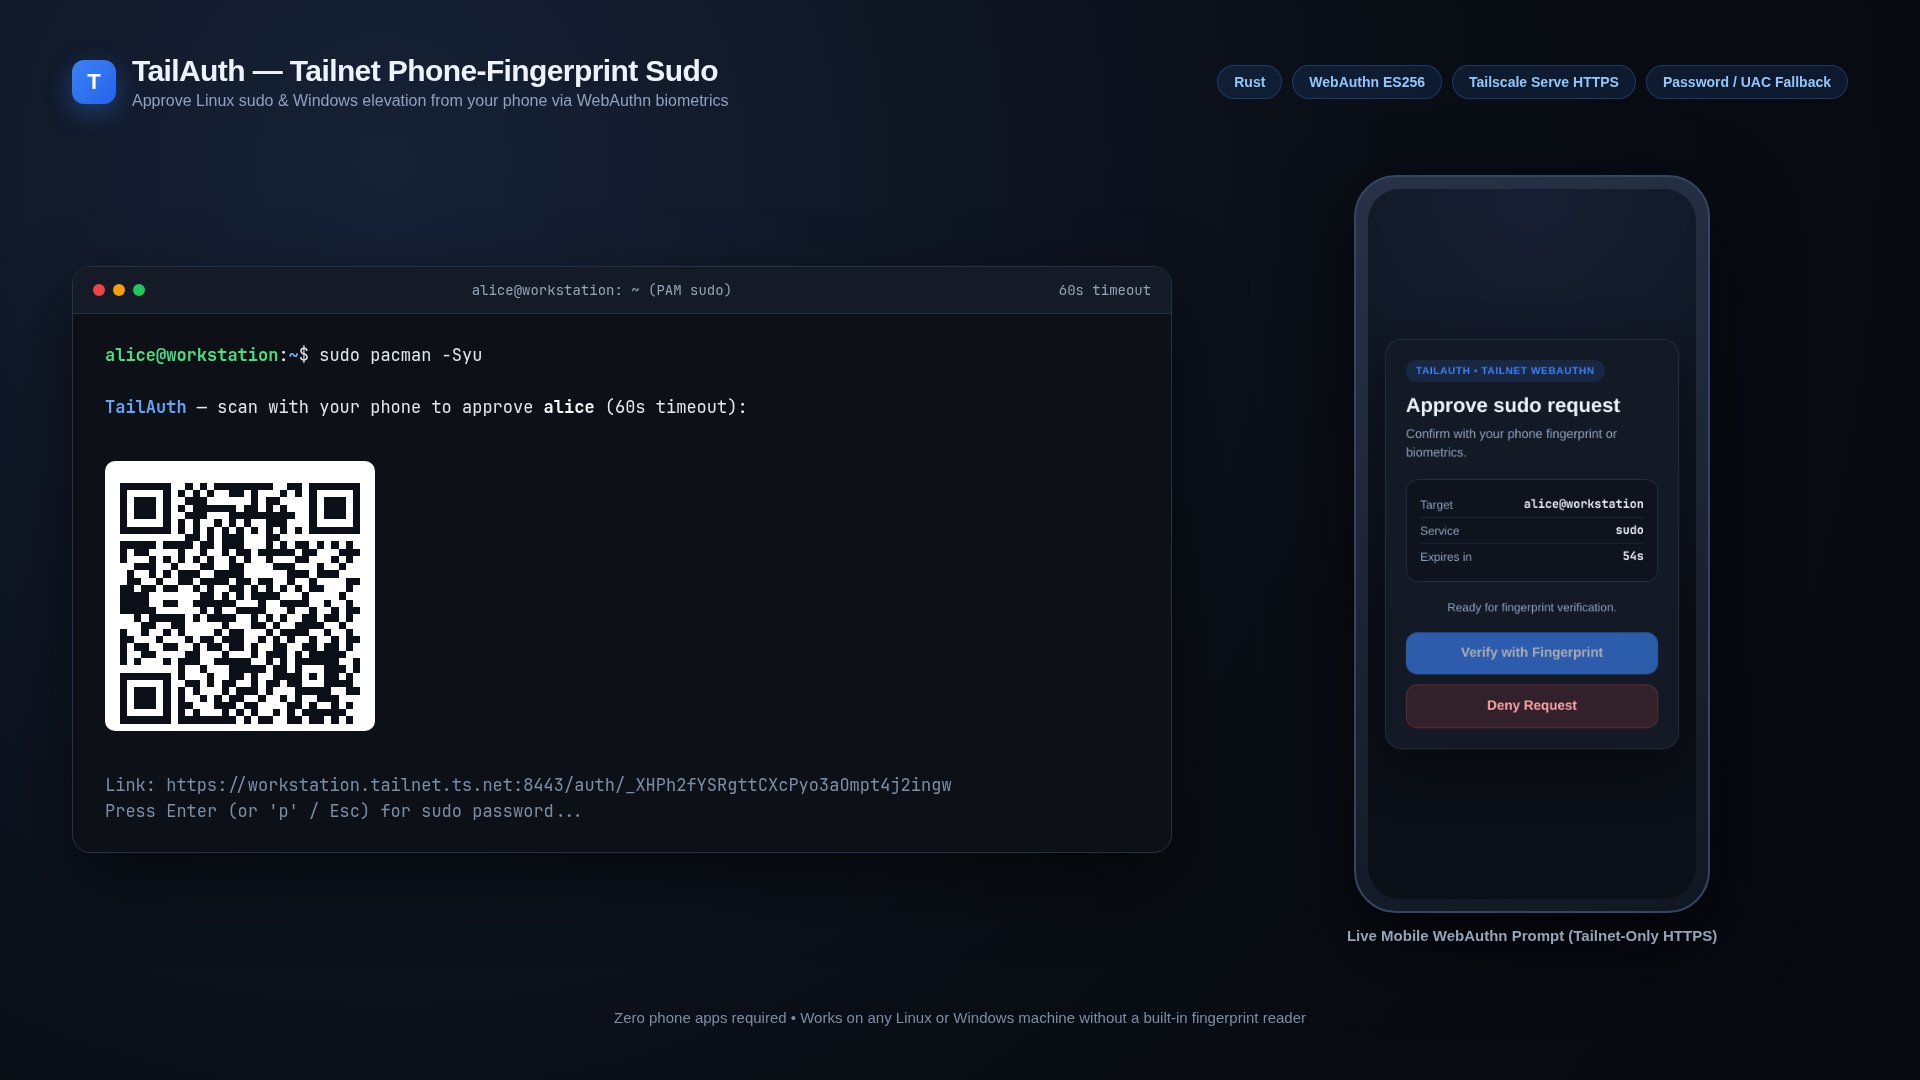 T
TailAuth — Tailnet Phone-Fingerprint Sudo
Approve Linux sudo & Windows elevation from your phone via WebAuthn biometrics
Rust
WebAuthn ES256
Tailscale Serve HTTPS
Password / UAC Fallback
alice@workstation: ~ (PAM sudo)
60s timeout
alice@workstation:~$ sudo pacman -Syu
TailAuth — scan with your phone to approve alice (60s timeout):
Link: https://workstation.tailnet.ts.net:8443/auth/_XHPh2fYSRgttCXcPyo3aOmpt4j2ingw
Press Enter (or 'p' / Esc) for sudo password...
TAILAUTH • TAILNET WEBAUTHN
Approve sudo request
Confirm with your phone fingerprint or
biometrics.
Target alice@workstation
Service sudo
Expires in 54s
Ready for fingerprint verification.
Verify with Fingerprint
Deny Request
Live Mobile WebAuthn Prompt (Tailnet-Only HTTPS)
Zero phone apps required • Works on any Linux or Windows machine without a built-in fingerprint reader